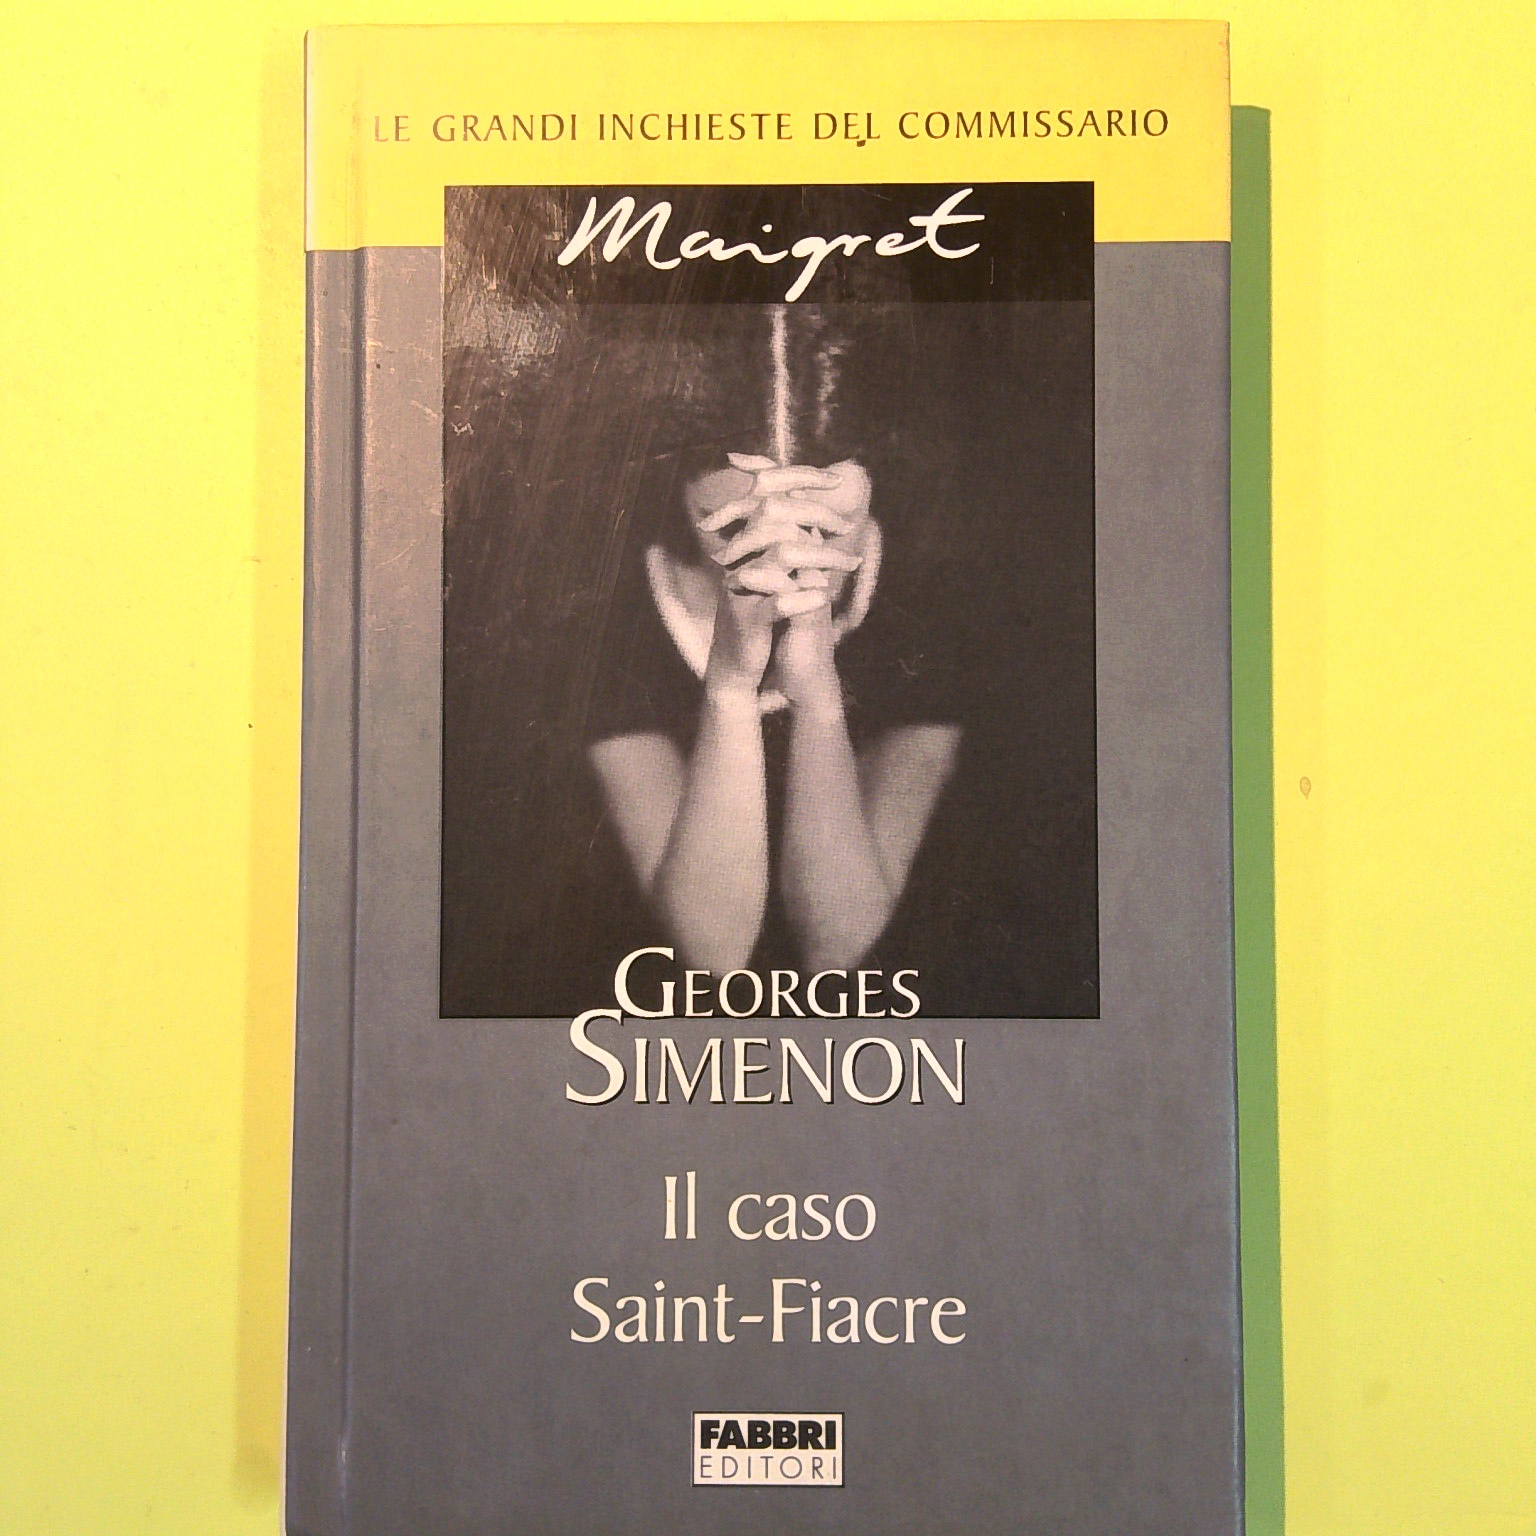 LE GRANDI INCHIESTE DEL COMMISSARIO
Maigret
GEORGES
SIMENON
Il caso
Saint-Fiacre
FABBRI
EDITORI